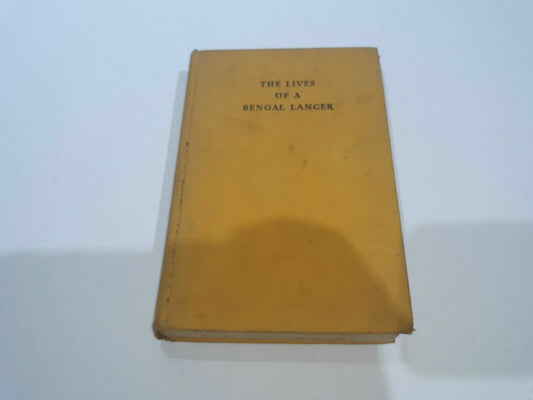 THE LIVES
OF A
BENGAL LANCER